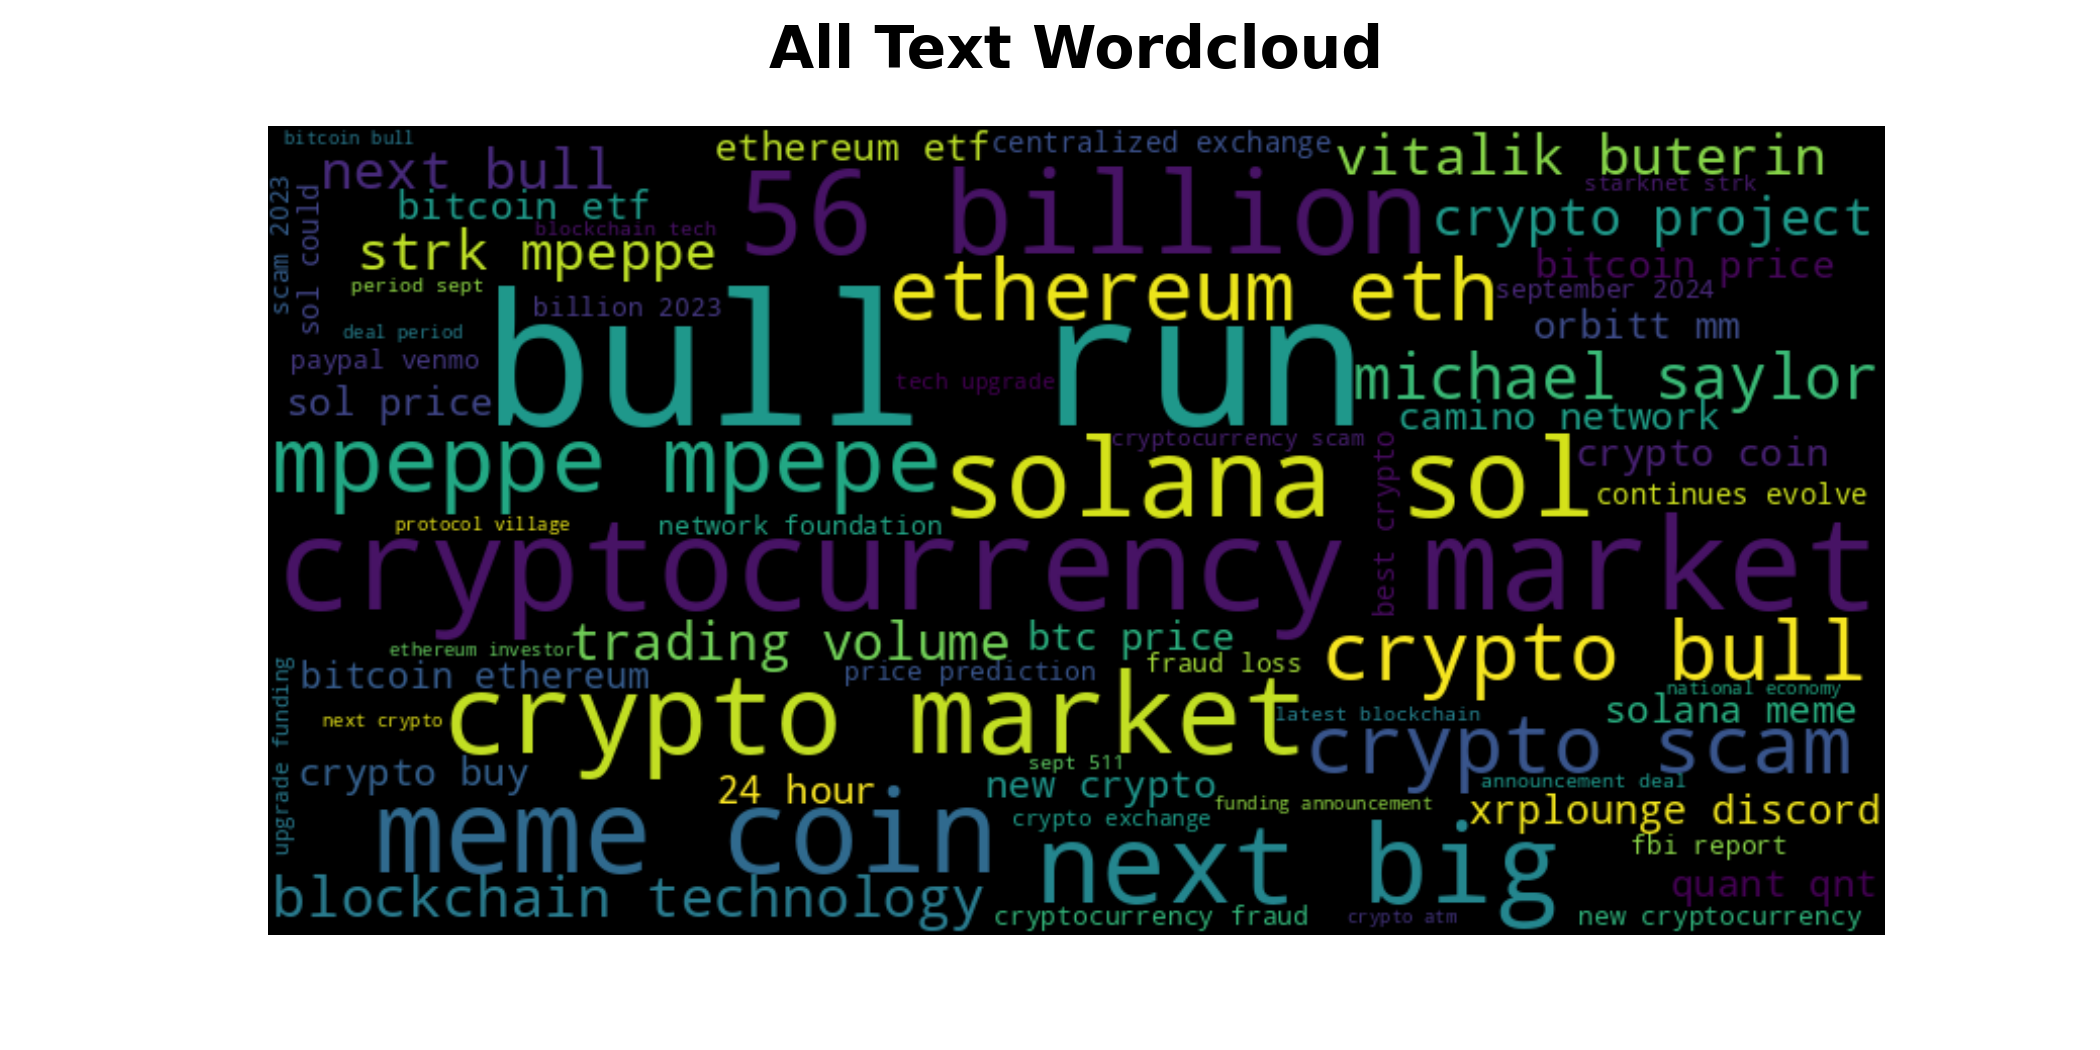 All Text Wordcloud
bitcoin bull
ethereum etf
centralized exchange
vitalik buterin
next bull
56 billion
starknet strk
scam 2023
sol could
bitcoin etf
crypto project
blockchain tech
strk mpeppe
ethereum eth
bitcoin price
period sept
billion 2023
september 2024
bull run
orbitt mm
deal period
paypal venmo
tech upgrade
michael saylor
sol price
camino network
mpeppe mpepe
cryptocurrency scam
solana sol
best crypto
crypto coin
continues evolve
protocol village
network foundation
cryptocurrency market
ethereum investor
trading volume
btc price
crypto bull
fraud loss
bitcoin ethereum
price prediction
national economy
upgrade funding
next crypto
crypto market
latest blockchain
solana meme
crypto scam
sept 511
crypto buy
24 hour
new crypto
announcement deal
meme coin
funding announcement
xrplounge discord
crypto exchange
next big
fbi report
blockchain technology
quant qnt
cryptocurrency fraud
crypto atm
new cryptocurrency